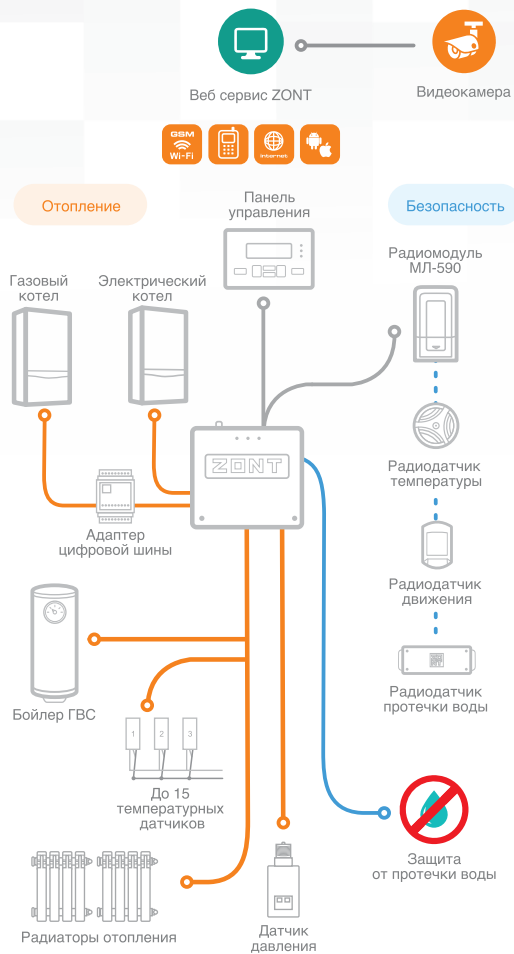 Веб сервис ZONT
Видеокамера
GSM
Wi-Fi
Internet
Отопление
Панель
управления
Безопасность
Газовый
котел
Электрический
котел
Радиомодуль
МЛ-590
ZONT
Радиодатчик
температуры
Адаптер
цифровой шины
Радиодатчик
движения
Бойлер ГВС
Радиодатчик
протечки воды
1 2 3
До 15
температурных
датчиков
Защита
от протечки воды
Радиаторы отопления
Датчик
давления